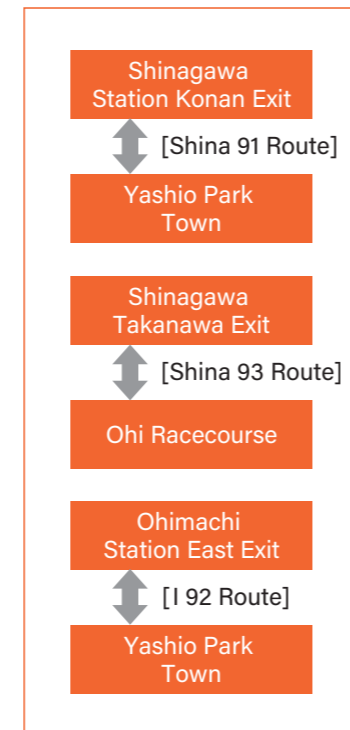 Shinagawa
Station Konan Exit
[Shina 91 Route]
Yashio Park
Town
Shinagawa
Takanawa Exit
[Shina 93 Route]
Ohi Racecourse
Ohimachi
Station East Exit
[I 92 Route]
Yashio Park
Town